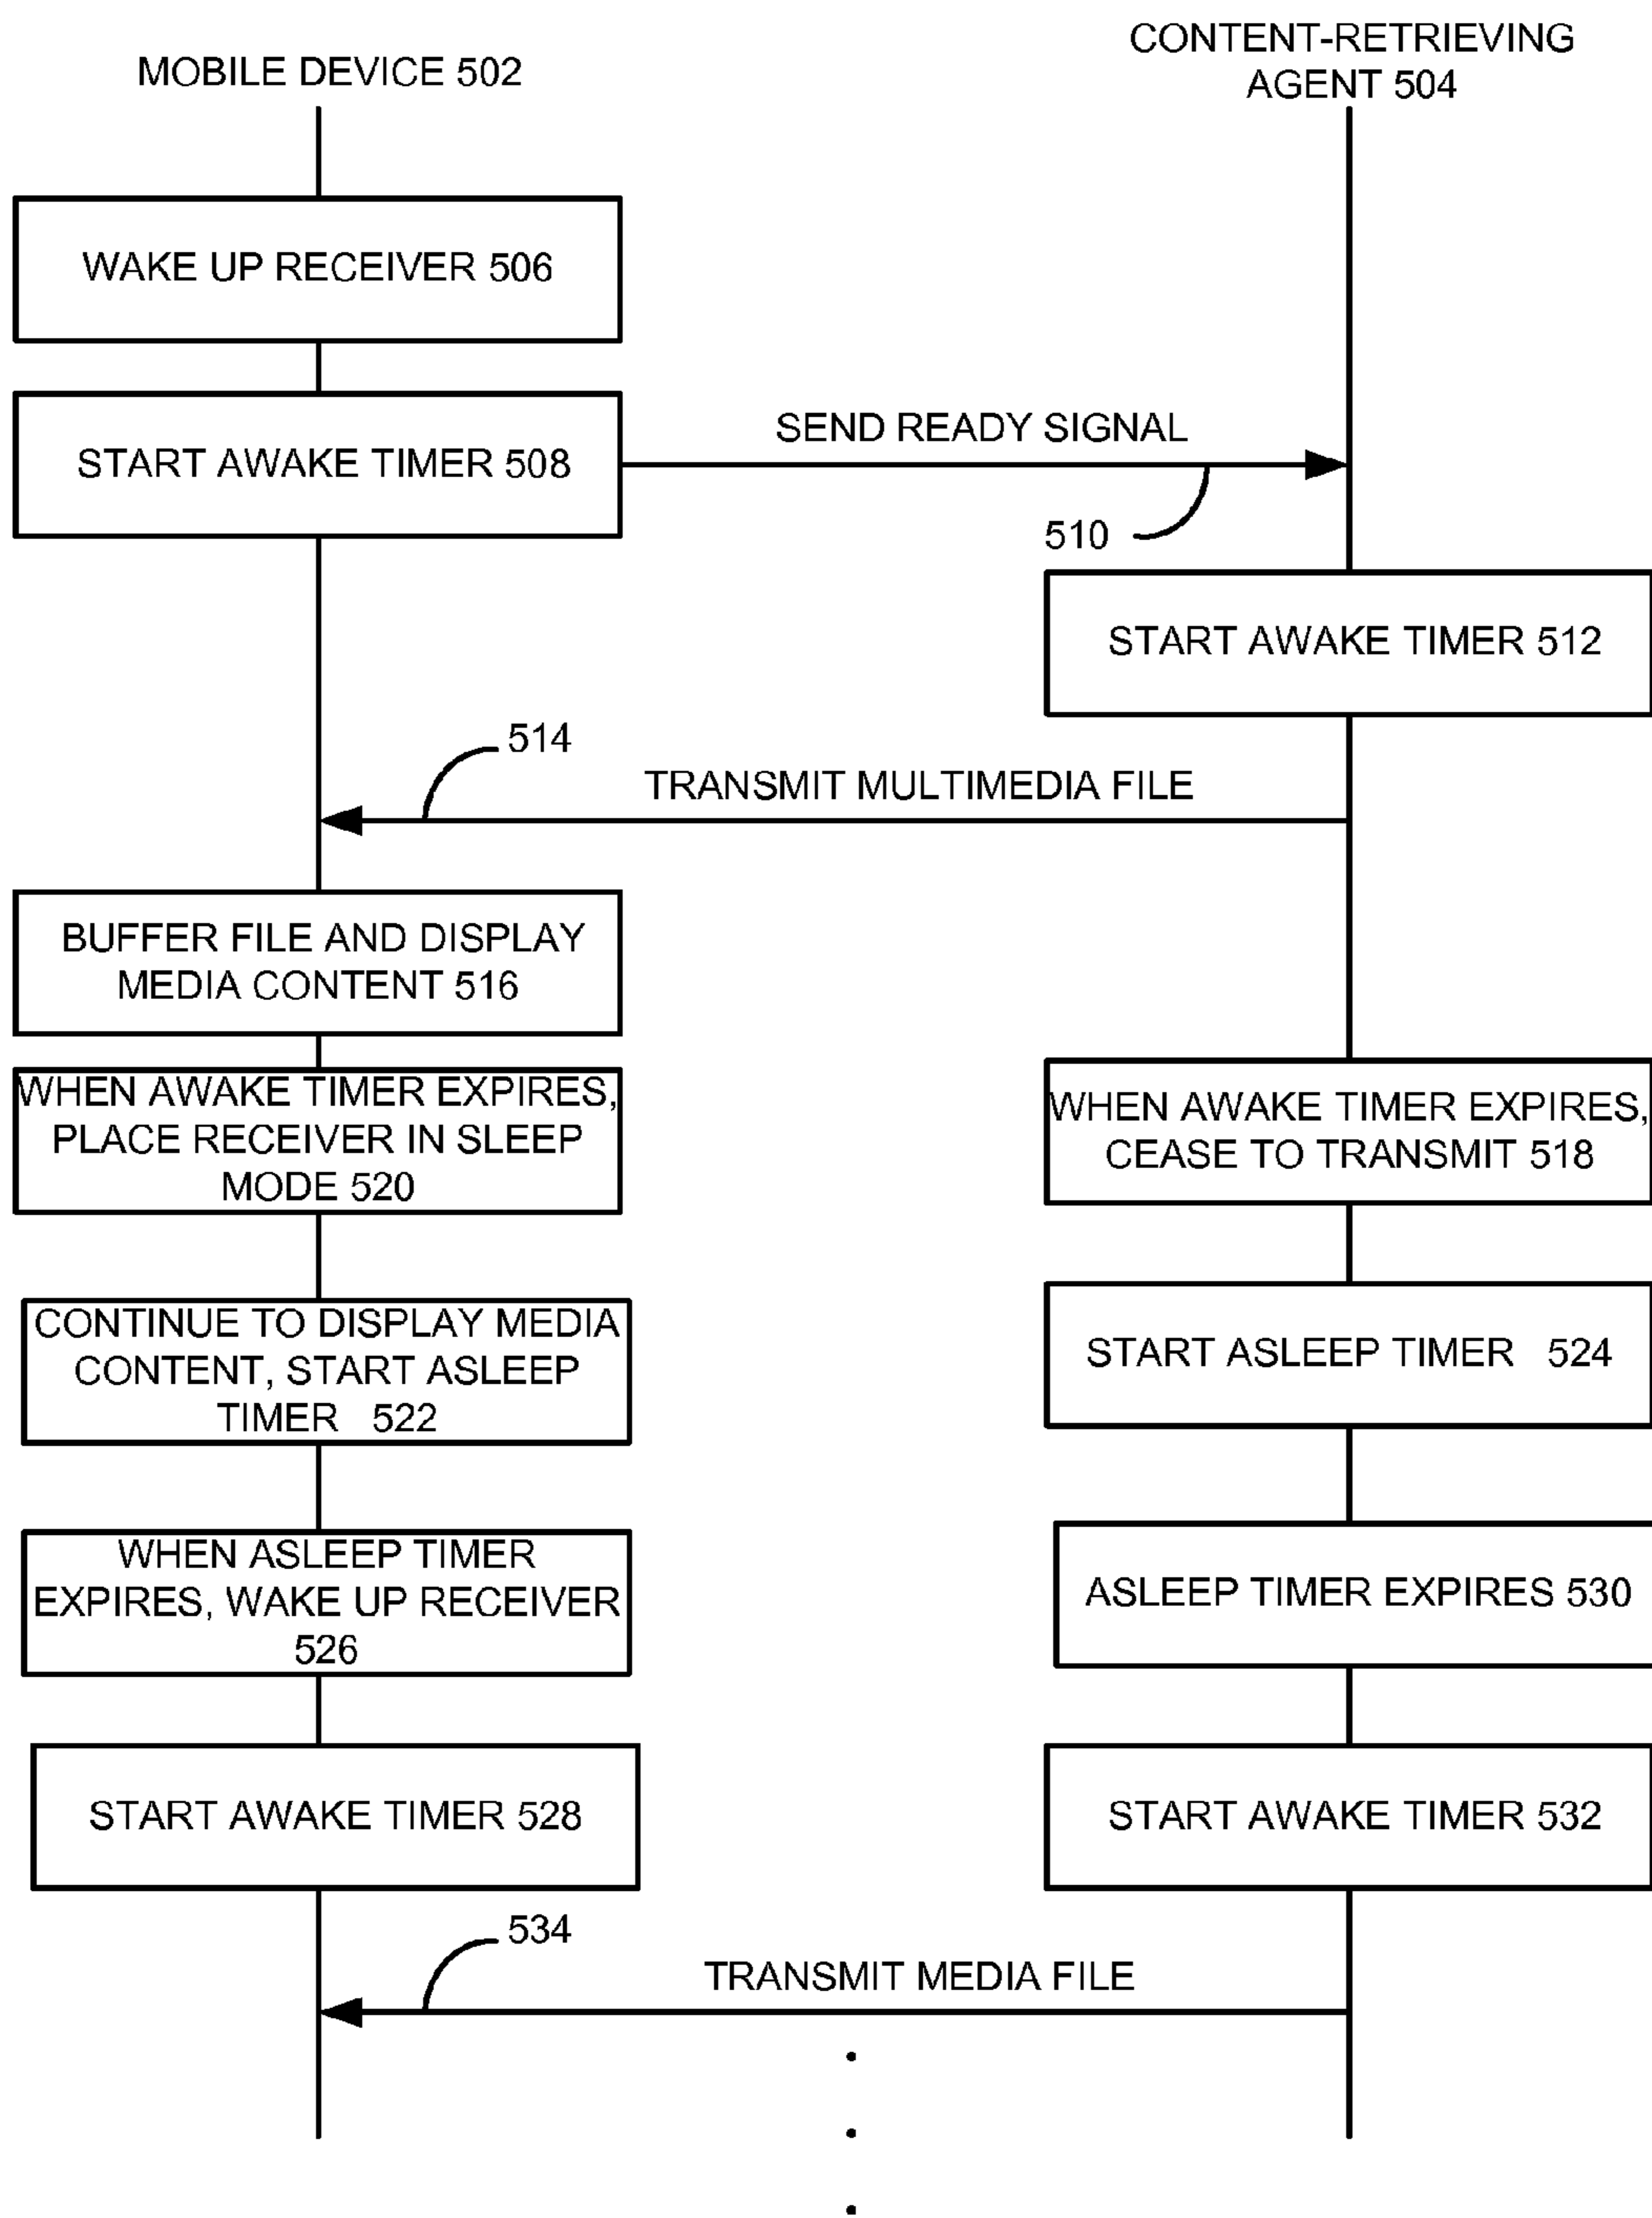 MOBILE DEVICE 502
CONTENT-RETRIEVING
AGENT 504
WAKE UP RECEIVER 506
START AWAKE TIMER 508
SEND READY SIGNAL
510
START AWAKE TIMER 512
514
TRANSMIT MULTIMEDIA FILE
BUFFER FILE AND DISPLAY
MEDIA CONTENT 516
WHEN AWAKE TIMER EXPIRES,
PLACE RECEIVER IN SLEEP
MODE 520
WHEN AWAKE TIMER EXPIRES,
CEASE TO TRANSMIT 518
CONTINUE TO DISPLAY MEDIA
CONTENT, START ASLEEP
TIMER 522
START ASLEEP TIMER 524
WHEN ASLEEP TIMER
EXPIRES, WAKE UP RECEIVER
526
ASLEEP TIMER EXPIRES 530
START AWAKE TIMER 528
START AWAKE TIMER 532
534
TRANSMIT MEDIA FILE